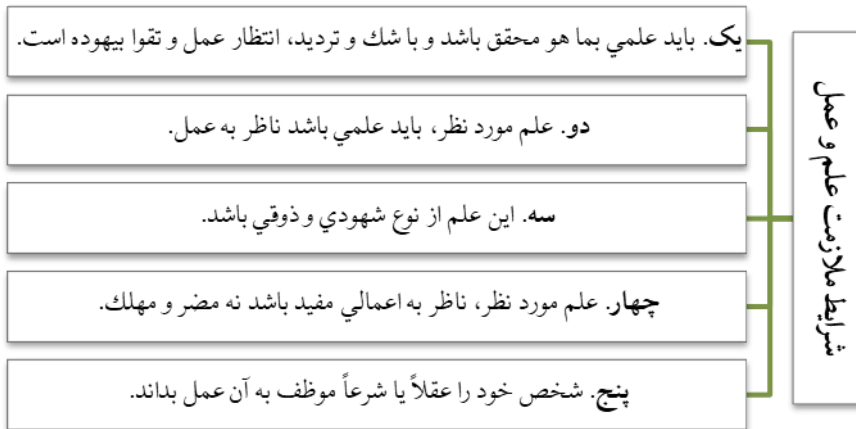 شرايط ملازمت علم و عمل
یک. بايد علمي بما هو محقق باشد و با شك و ترديد، انتظار عمل و تقوا بيهوده است.
دو. علم مورد نظر، بايد علمي باشد ناظر به عمل.
سه. اين علم از نوع شهودي و ذوقي باشد.
چهار. علم مورد نظر، ناظر به اعمالي مفيد باشد نه مضر و مهلك.
پنج. شخص خود را عقلاً يا شرعاً موظف به آن عمل بداند.